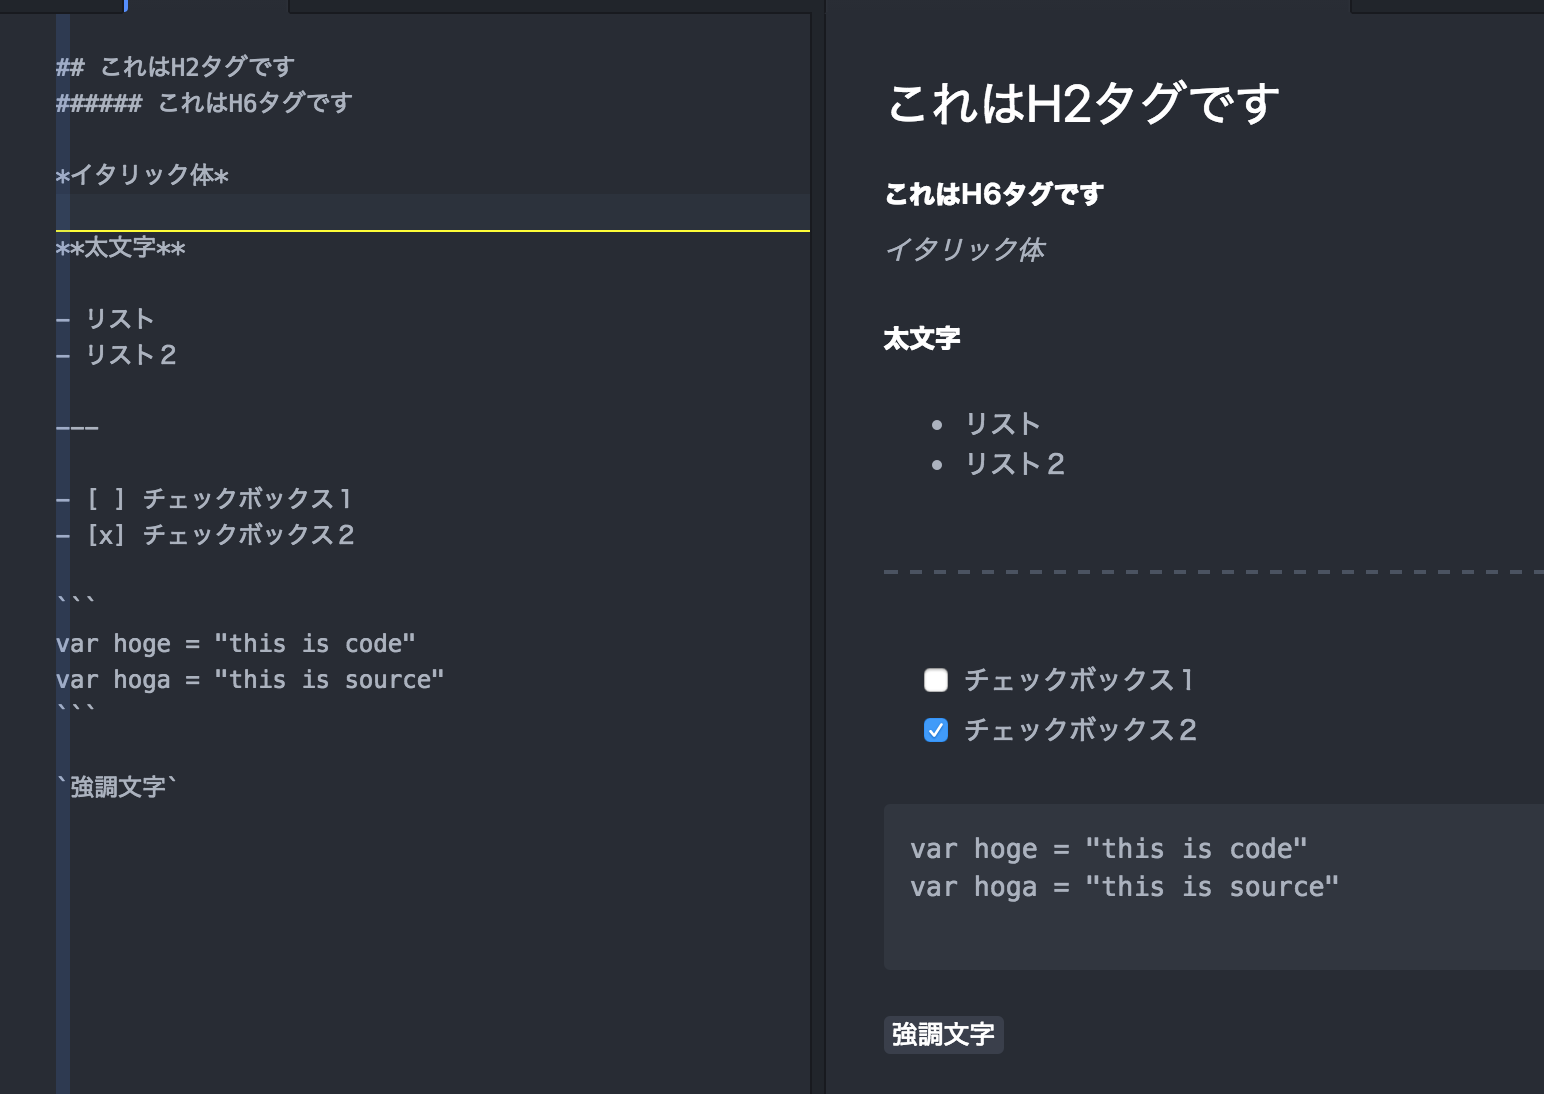 ## これはH2タグです
###### これはH6タグです
*イタリック体*
**太文字**
- リスト
- リスト２
---
- [ ] チェックボックス１
- [x] チェックボックス２
```
var hoge = "this is code"
var hoga = "this is source"
```
`強調文字`
これはH2タグです
これはH6タグです
イタリック体
太文字
• リスト
• リスト２
チェックボックス１
チェックボックス２
var hoge = "this is code"
var hoga = "this is source"
強調文字